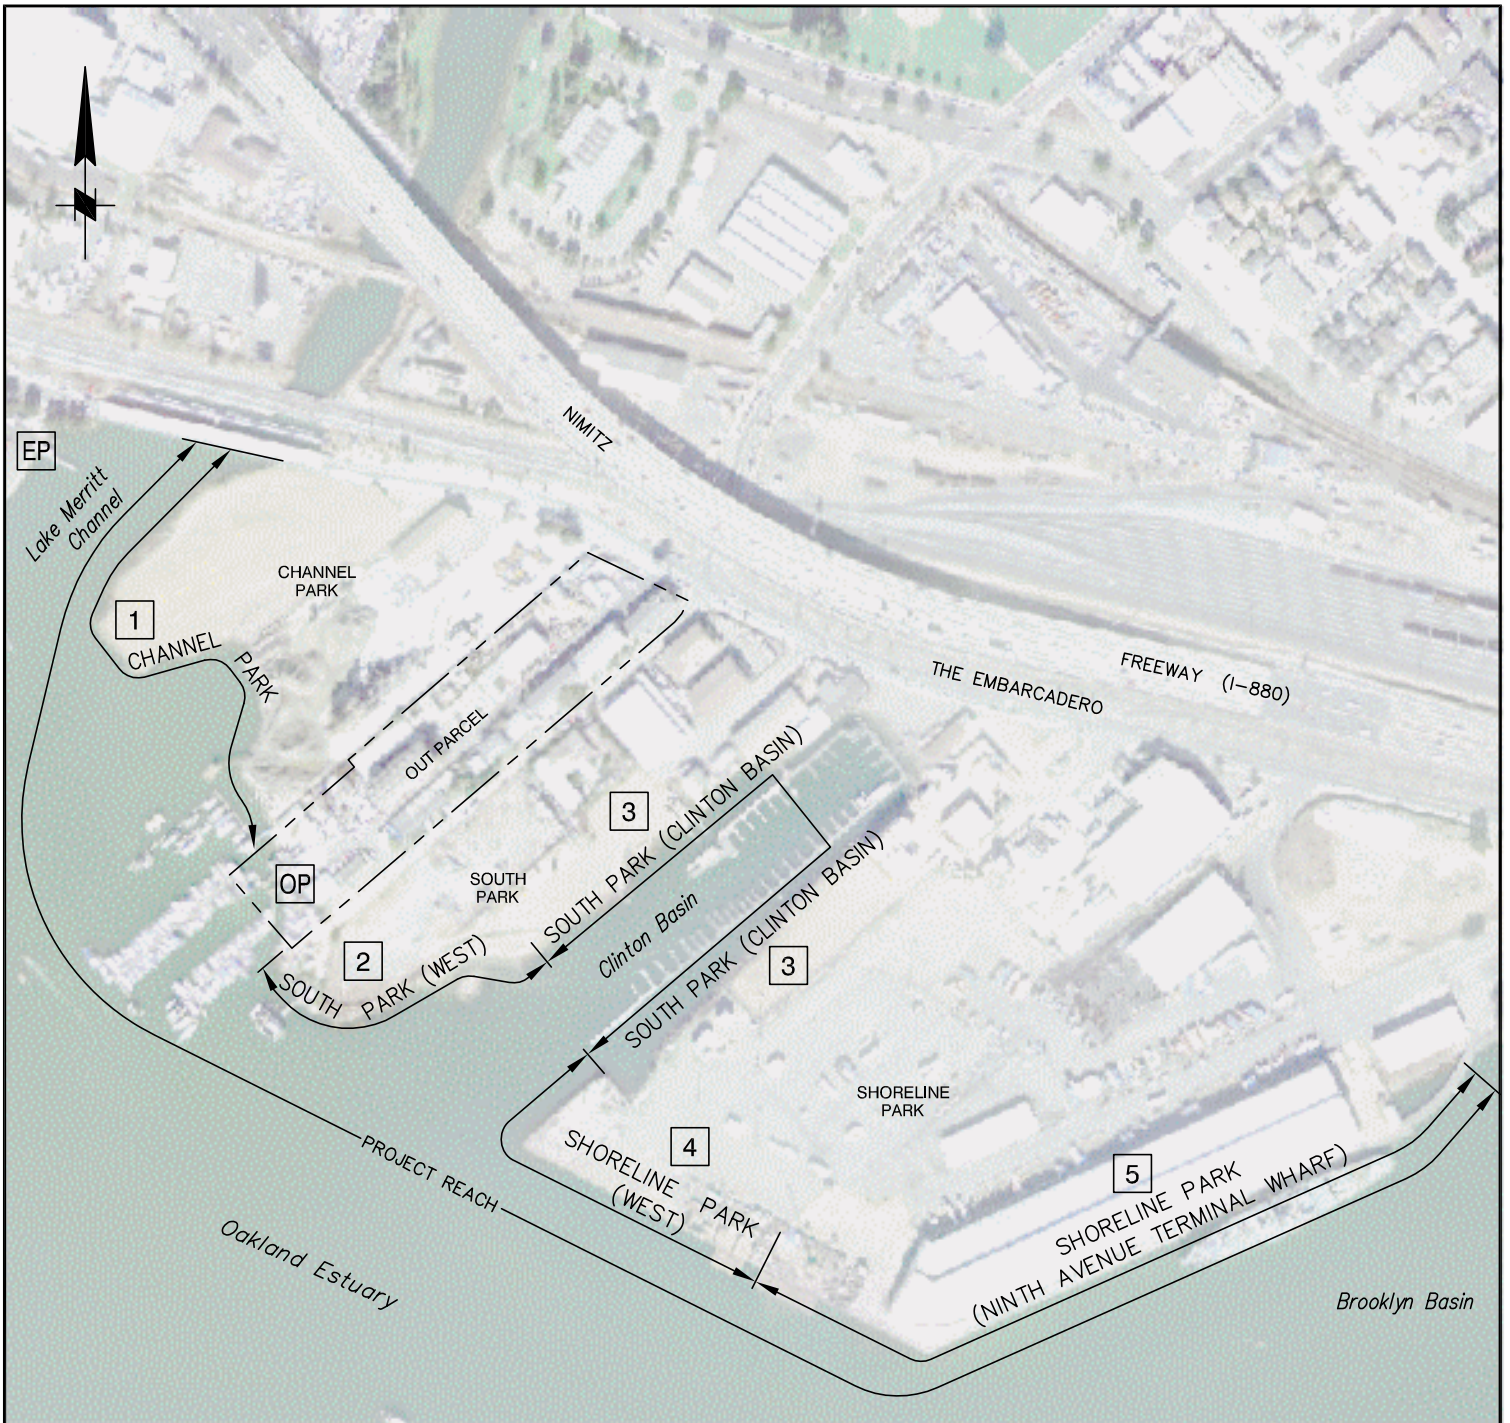 NIMITZ
EP
Lake Merritt
Channel
CHANNEL
PARK
1
CHANNEL PARK
FREEWAY (I-880)
THE EMBARCADERO
OUT PARCEL
3
SOUTH PARK (CLINTON BASIN)
OP
SOUTH
PARK
Clinton Basin
2
SOUTH PARK (WEST)
SOUTH PARK (CLINTON BASIN)
3
SHORELINE
PARK
4
SHORELINE PARK
(WEST)
PROJECT REACH
5
SHORELINE PARK
(NINTH AVENUE TERMINAL WHARF)
Oakland Estuary
Brooklyn Basin